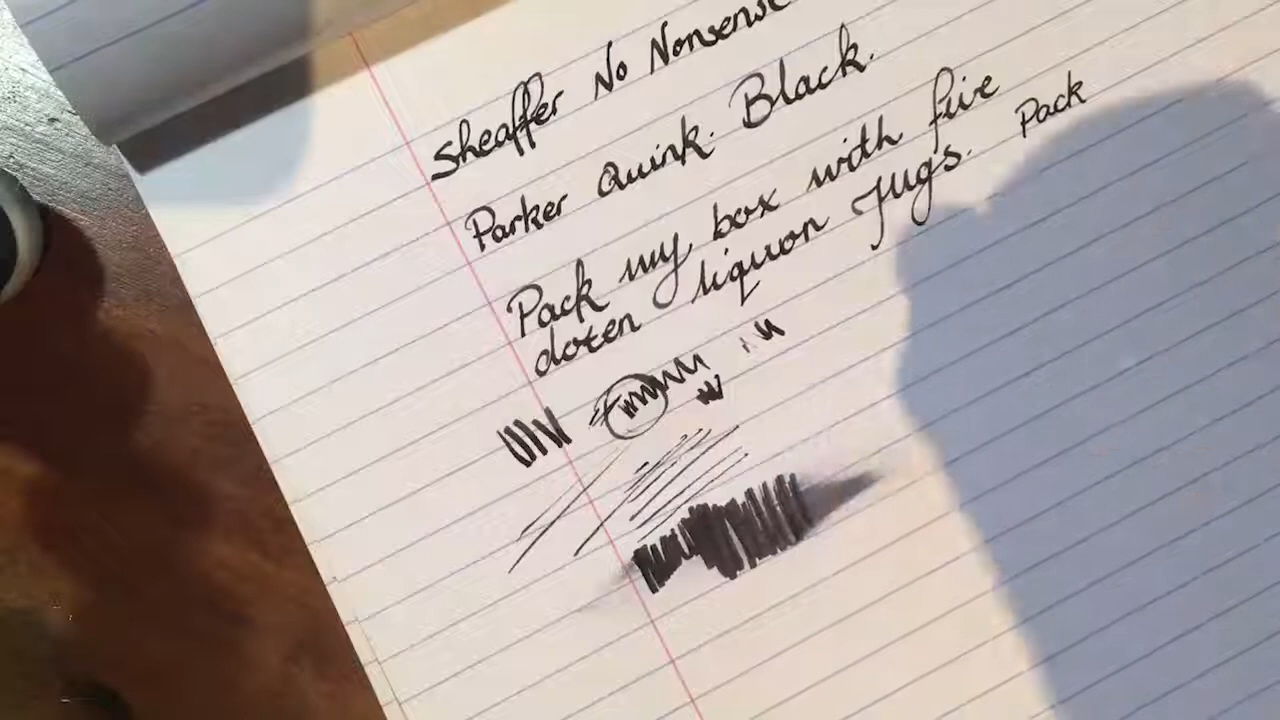 Sheaffer No Nonsense
Parker Quink. Black.
Pack my box with five
dozen liquor Jugs. Pack